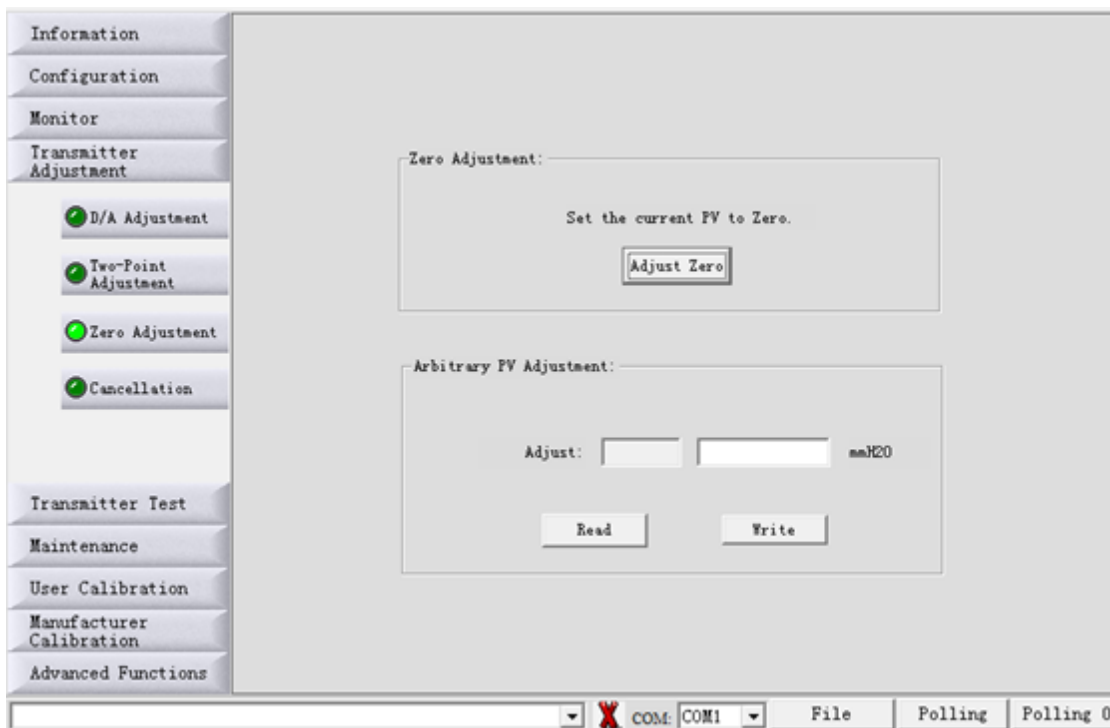 Information
Configuration
Monitor
Transmitter
Adjustment
D/A Adjustment
Two-Point
Adjustment
Zero Adjustment
Cancellation
Transmitter Test
Maintenance
User Calibration
Manufacturer
Calibration
Advanced Functions
Zero Adjustment:
Set the current PV to Zero.
Adjust Zero
Arbitrary PV Adjustment:
Adjust: mmH2O
Read Write
COM: COM1 File Polling Polling